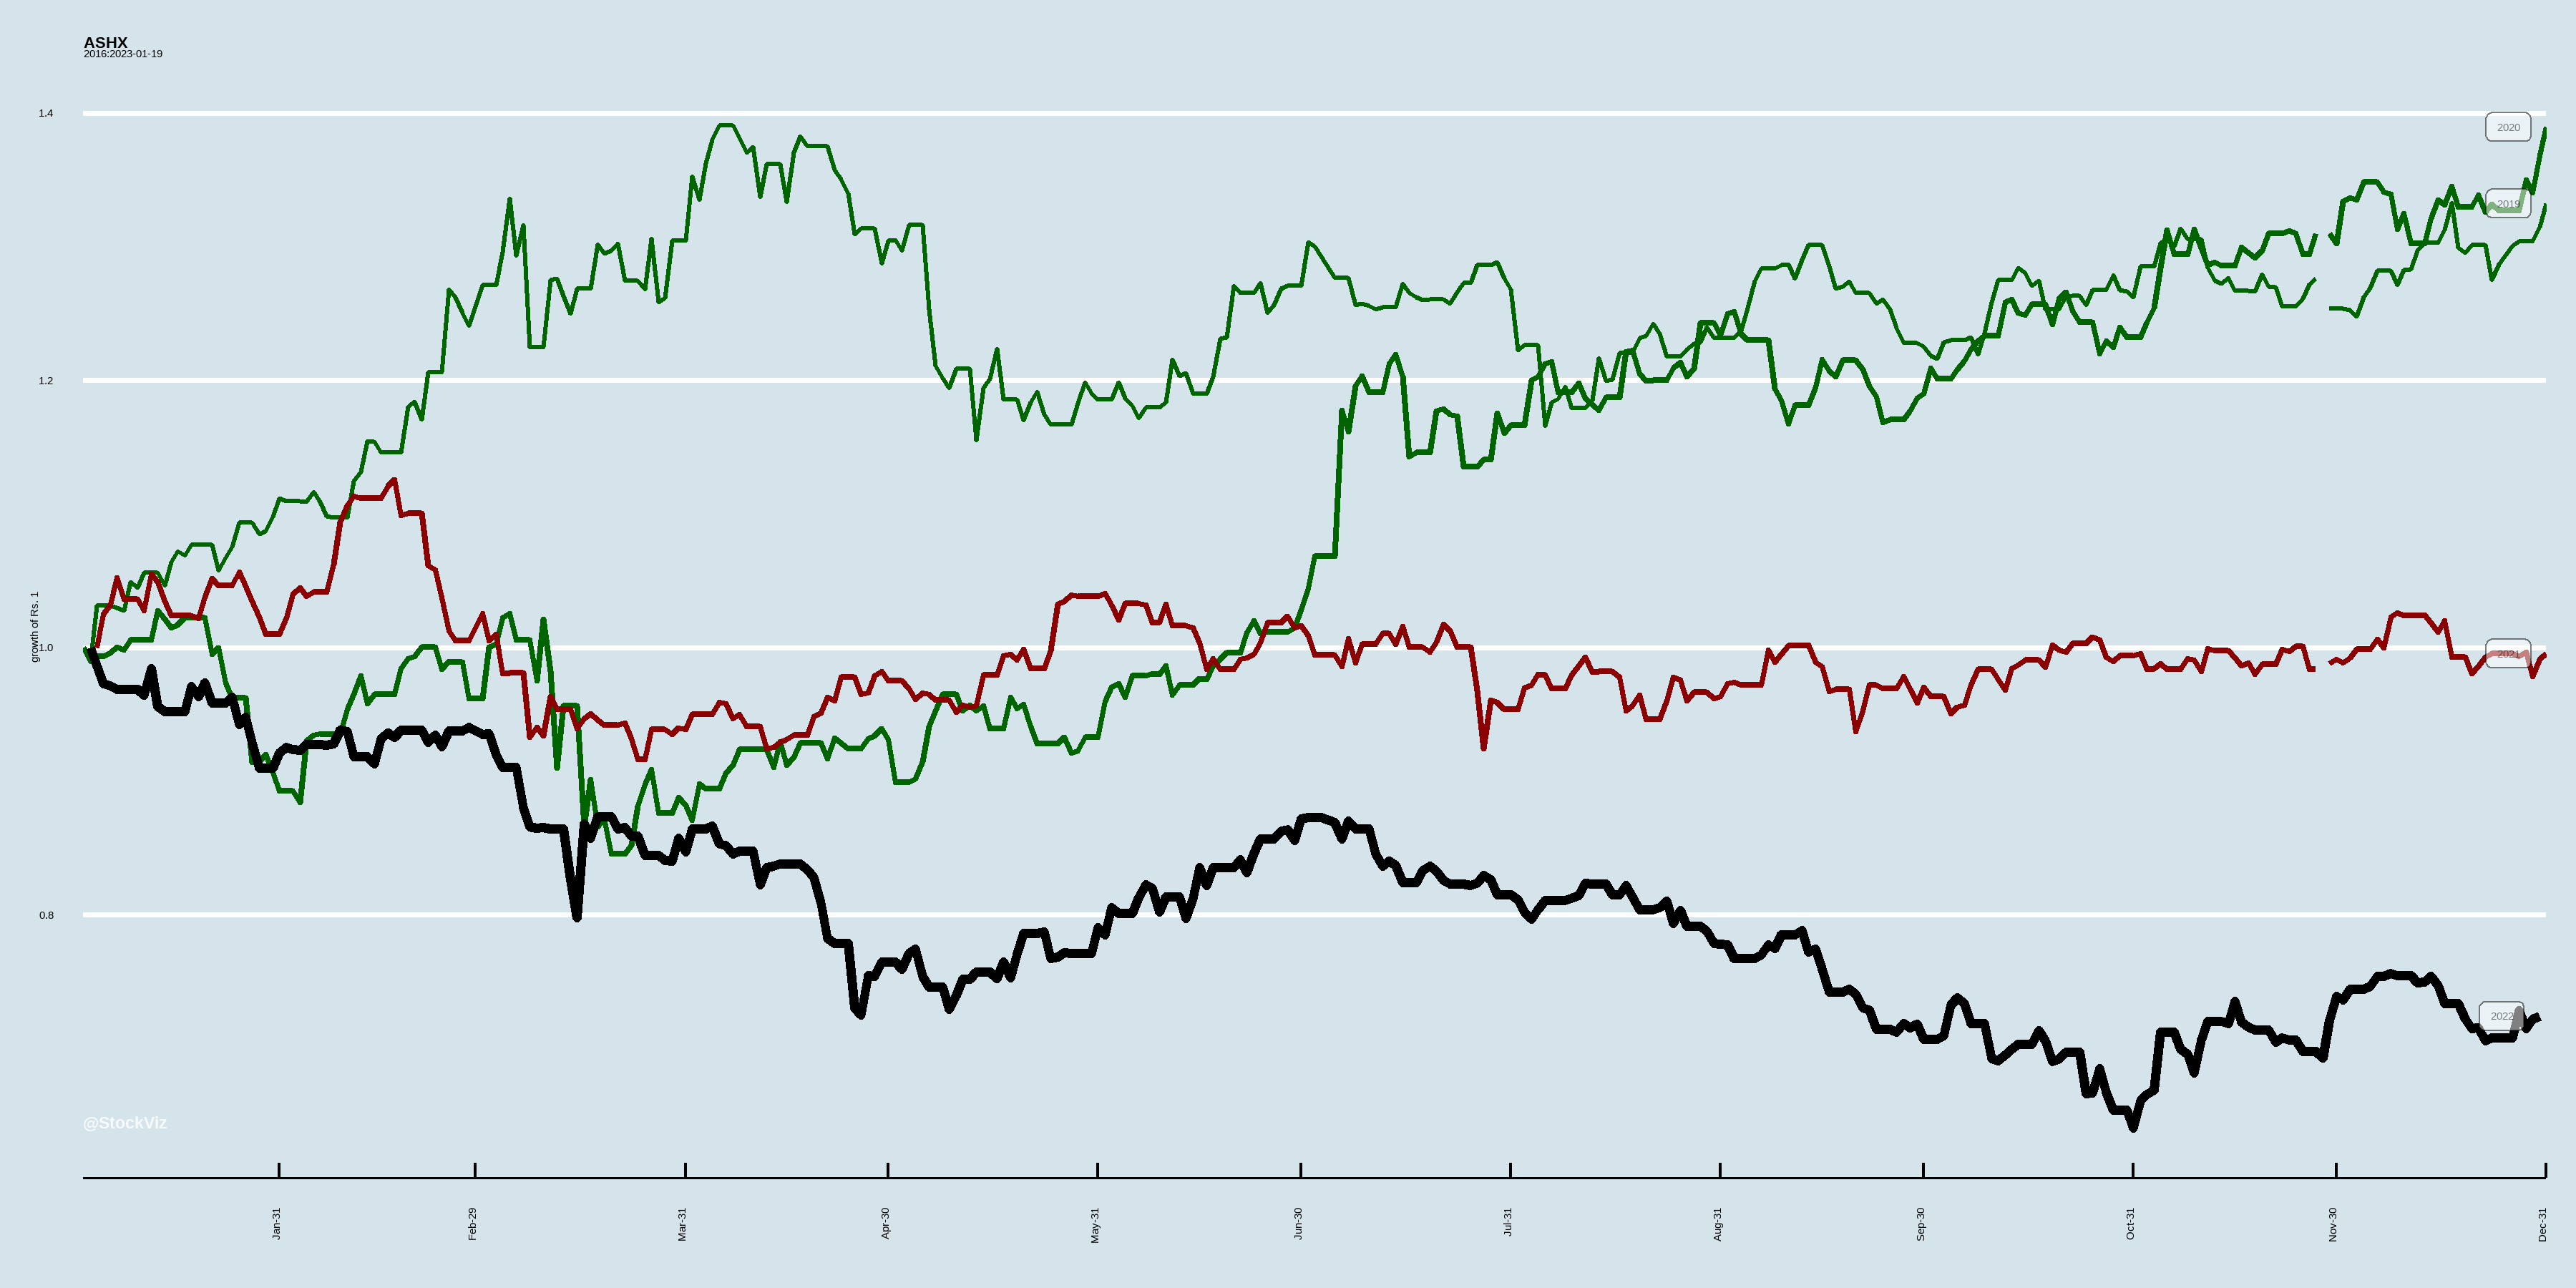 ASHX
2016:2023-01-19
1.4
1.2
1.0
0.8
growth of Rs. 1
2020
2019
2021
2022
@StockViz
Jan-31
Feb-29
Mar-31
Apr-30
May-31
Jun-30
Jul-31
Aug-31
Sep-30
Oct-31
Nov-30
Dec-31